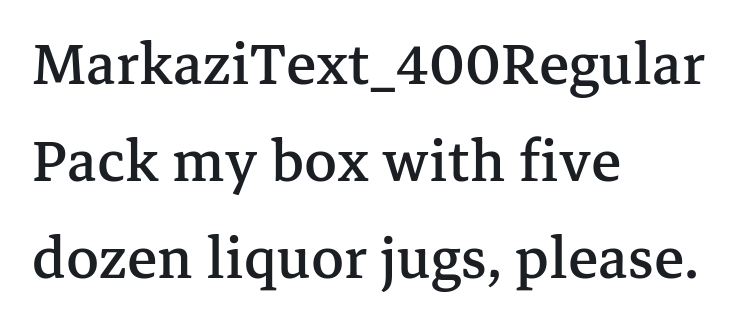 MarkaziText_400Regular
Pack my box with five
dozen liquor jugs, please.